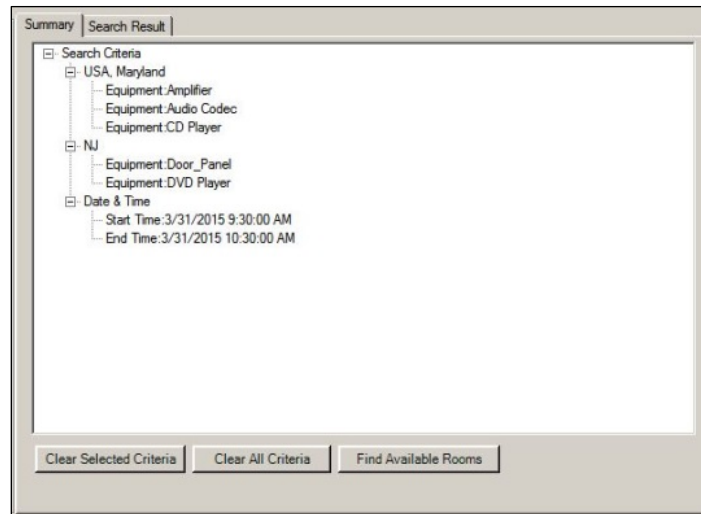 Summary
Search Result
Search Criteria
USA, Maryland
Equipment:Amplifier
Equipment:Audio Codec
Equipment:CD Player
NJ
Equipment:Door_Panel
Equipment:DVD Player
Date & Time
Start Time:3/31/2015 9:30:00 AM
End Time:3/31/2015 10:30:00 AM
Clear Selected Criteria
Clear All Criteria
Find Available Rooms